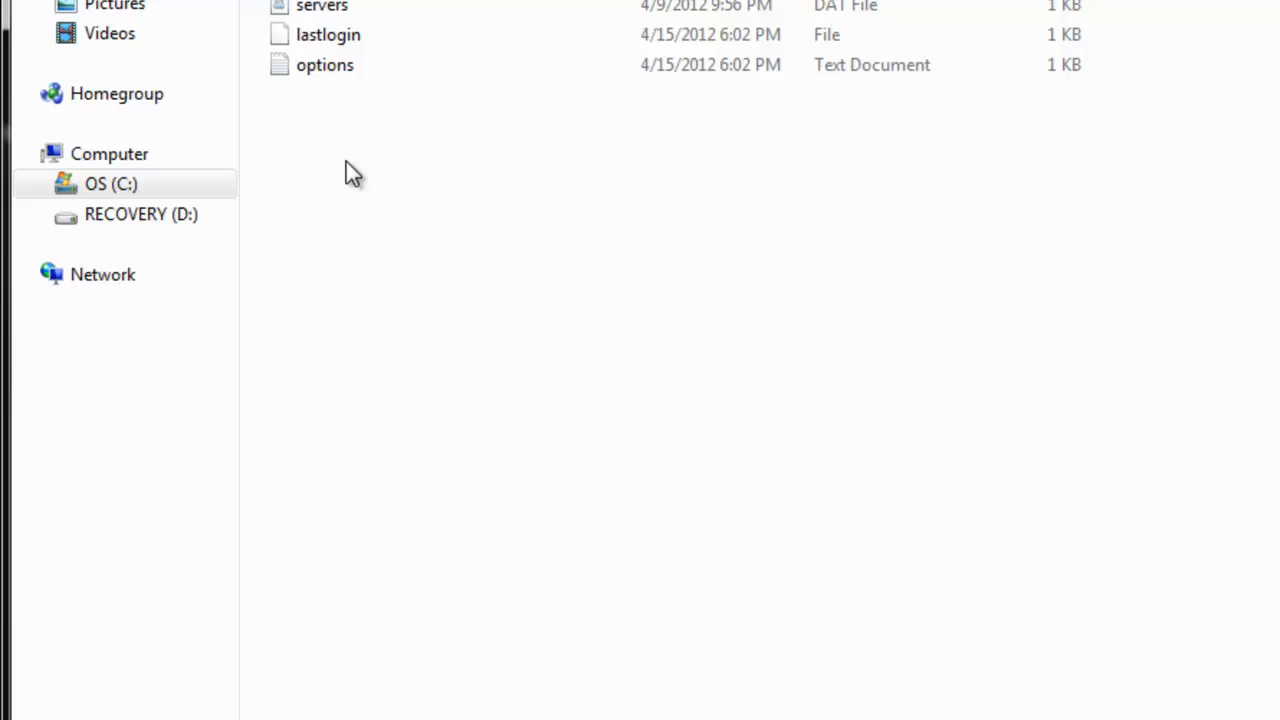 Pictures
servers 4/9/2012 9:56 PM DAT File 1 KB
Videos
lastlogin 4/15/2012 6:02 PM File 1 KB
options 4/15/2012 6:02 PM Text Document 1 KB
Homegroup
Computer
OS (C:)
RECOVERY (D:)
Network